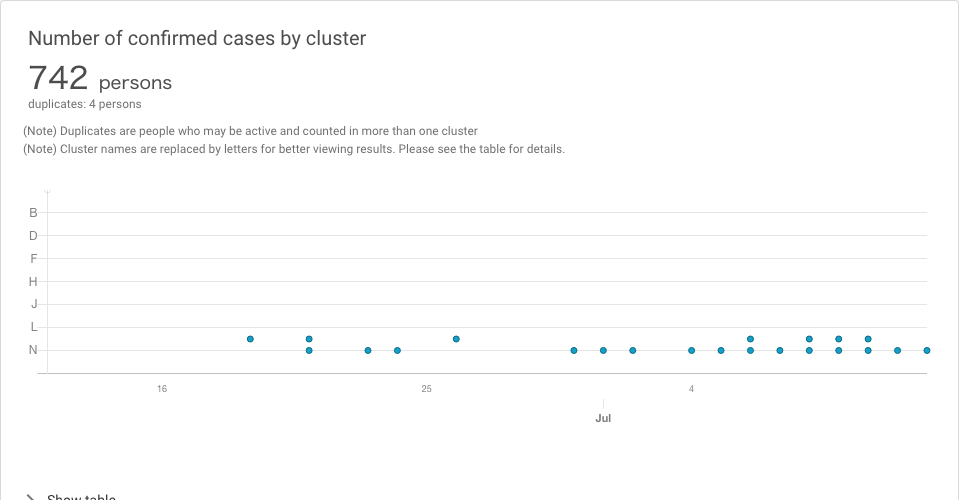 Number of confirmed cases by cluster
742 persons
duplicates: 4 persons
(Note) Duplicates are people who may be active and counted in more than one cluster
(Note) Cluster names are replaced by letters for better viewing results. Please see the table for details.
B
D
F
H
J
L
N
16 25 4
Jul
Show table